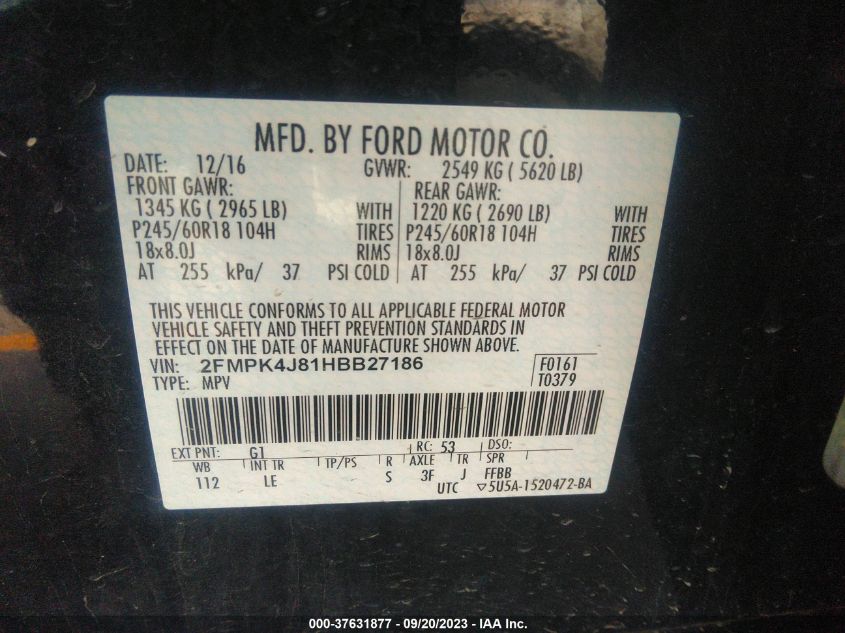 MFD. BY FORD MOTOR CO.
DATE: 12/16 GVWR: 2549 KG ( 5620 LB)
FRONT GAWR: REAR GAWR:
1345 KG ( 2965 LB) WITH 1220 KG ( 2690 LB) WITH
P245/60R18 104H TIRES P245/60R18 104H TIRES
18x8.0J RIMS 18x8.0J RIMS
AT 255 kPa/ 37 PSI COLD AT 255 kPa/ 37 PSI COLD
THIS VEHICLE CONFORMS TO ALL APPLICABLE FEDERAL MOTOR
VEHICLE SAFETY AND THEFT PREVENTION STANDARDS IN
EFFECT ON THE DATE OF MANUFACTURE SHOWN ABOVE.
VIN: 2FMPK4J81HBB27186 F0161
TYPE: MPV T0379
EXT PNT: G1 RC: 53 DSO:
WB INT TR TP/PS R AXLE TR SPR
112 LE S 3F J FFBB
UTC ▽5U5A-1520472-BA
000-37631877 - 09/20/2023 - IAA Inc.